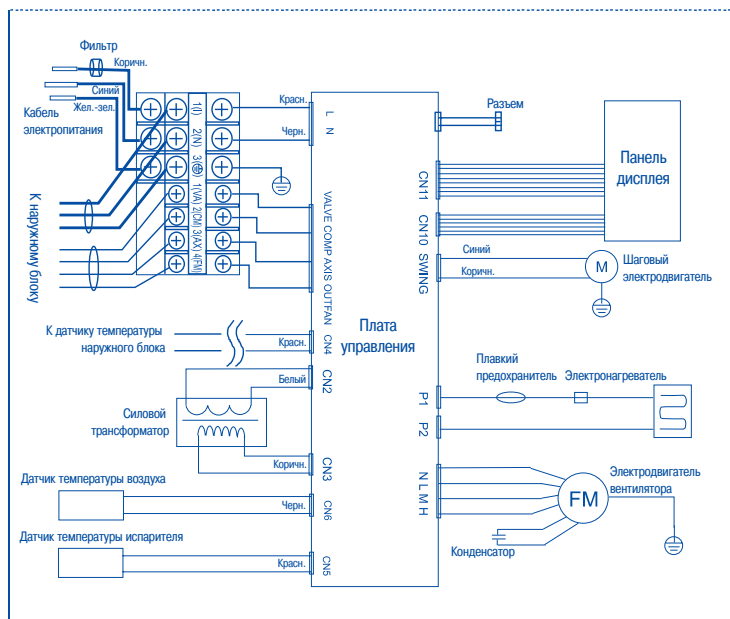 Фильтр
Коричн.
Синий
Жел.-зел.
Кабель
электропитания
К наружному блоку
1(l)
2(N)
3(⏚)
1(VA)
2(CM)
3(AX)
4(FM)
Красн.
L
Черн.
N
VALVE COMP AXIS OUTFAN
К датчику температуры
наружного блока
Красн.
CN4
Белый
CN2
Силовой
трансформатор
Коричн.
CN3
Датчик температуры воздуха
Черн.
CN6
Датчик температуры испарителя
Красн.
CN5
Плата
управления
Разъем
CN11
Панель
дисплея
CN10
SWING
Синий
Коричн.
M
Шаговый
электродвигатель
Плавкий
предохранитель
Электронагреватель
P1
P2
N L M H
FM
Электродвигатель
вентилятора
Конденсатор